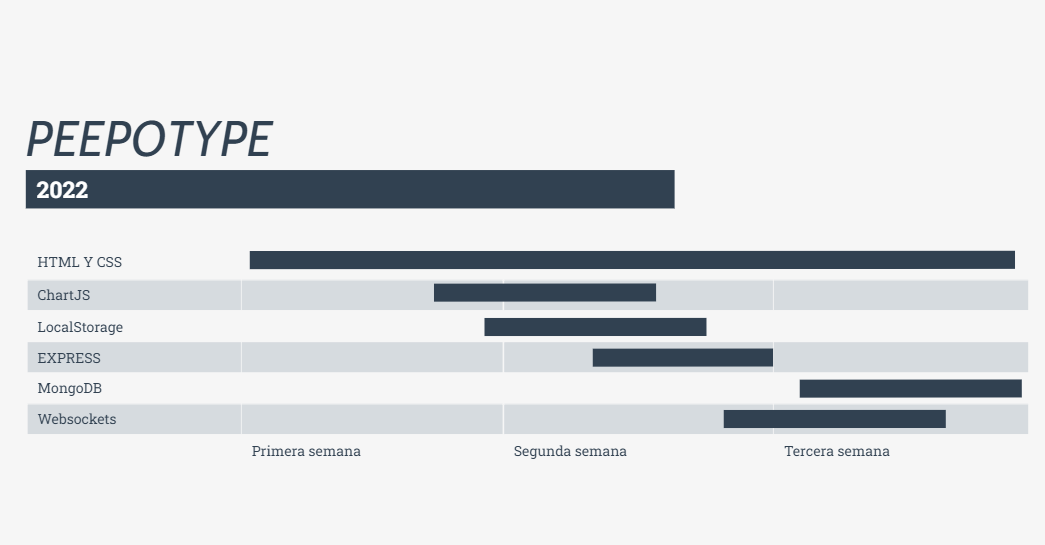 PEEPOTYPE
2022
HTML Y CSS
ChartJS
LocalStorage
EXPRESS
MongoDB
Websockets
Primera semana Segunda semana Tercera semana